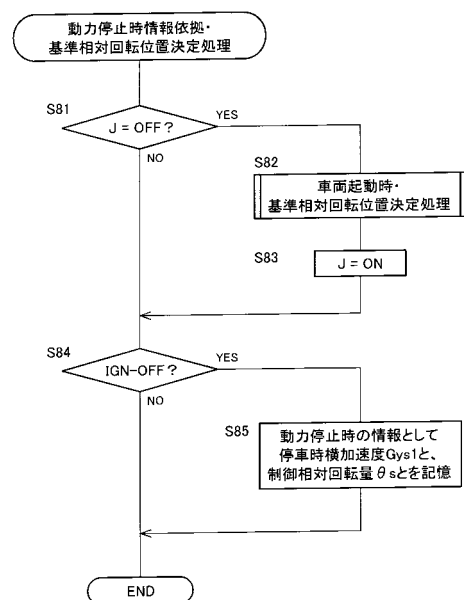 動力停止時情報依拠・
基準相対回転位置決定処理
S81
J = OFF?
YES
NO
S82
車両起動時・
基準相対回転位置決定処理
S83
J = ON
S84
IGN-OFF?
YES
NO
S85
動力停止時の情報として
停車時横加速度Gys1と、
制御相対回転量θsとを記憶
END